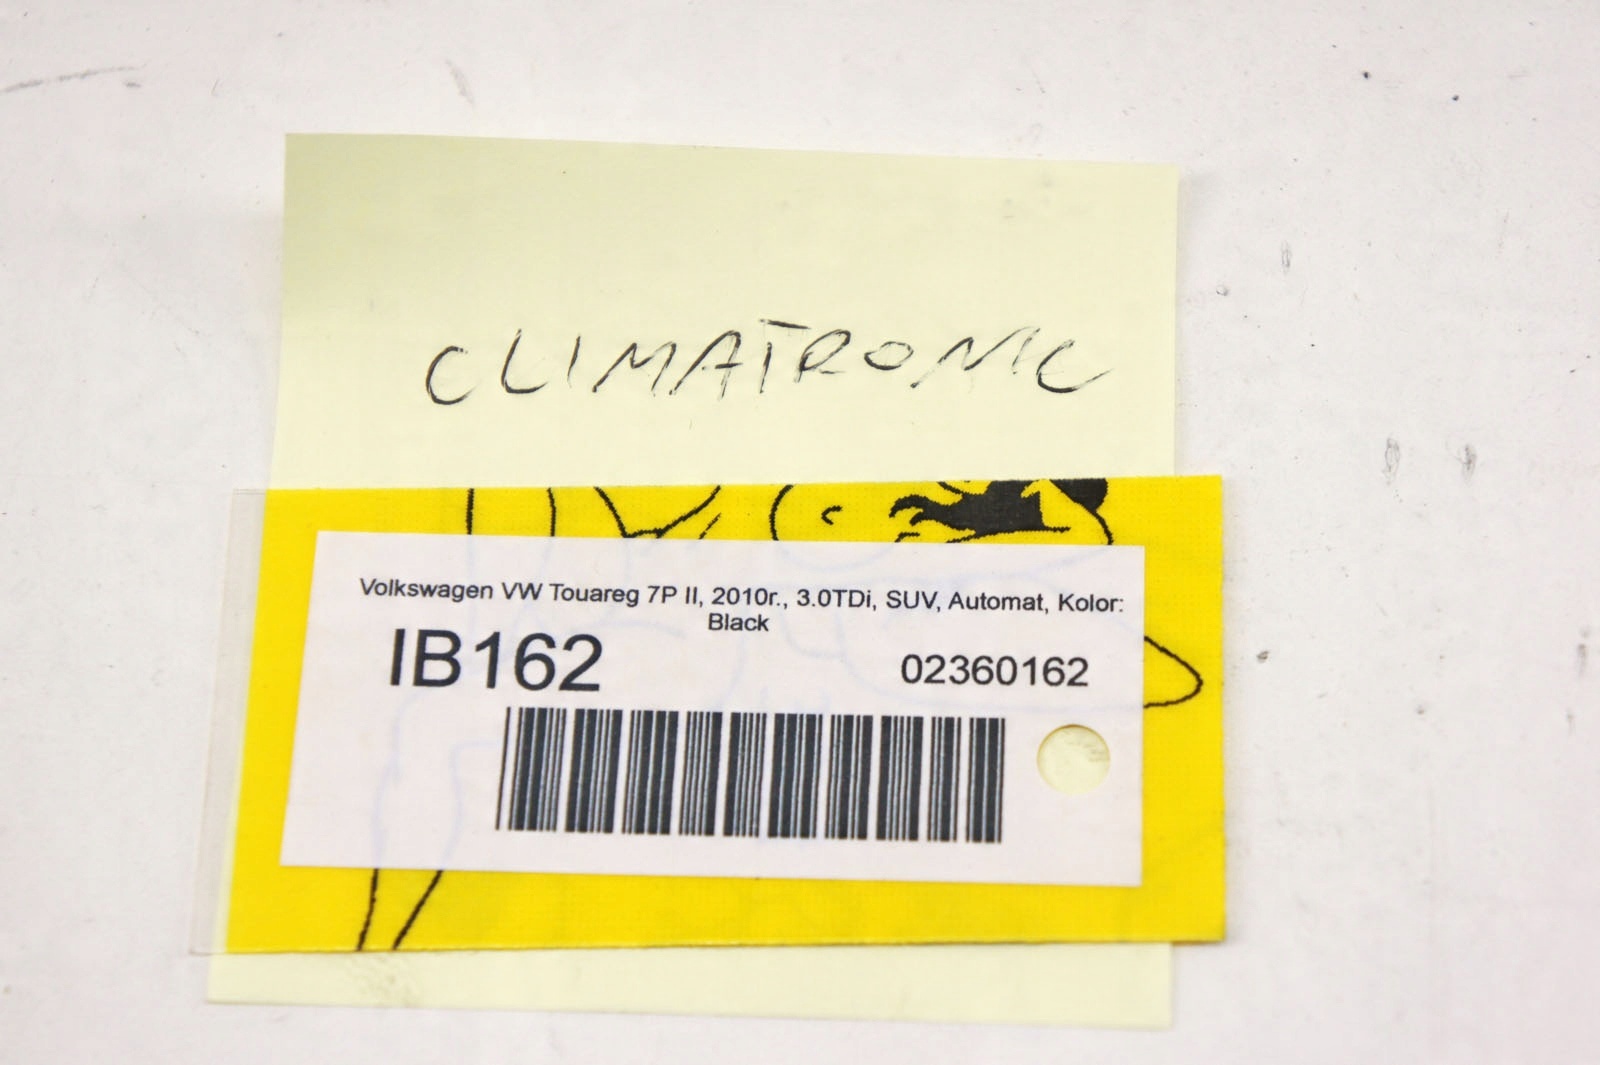 CLIMATRONIC
Volkswagen VW Touareg 7P II, 2010r., 3.0TDi, SUV, Automat, Kolor:
Black
IB162
02360162